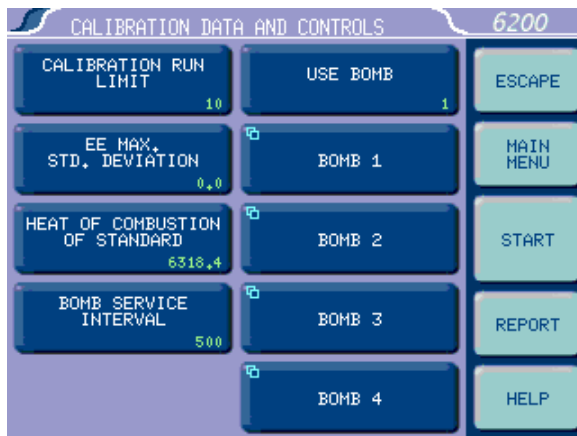 CALIBRATION DATA AND CONTROLS
6200
CALIBRATION RUN
LIMIT
10
USE BOMB
1
ESCAPE
EE MAX.
STD. DEVIATION
0.0
BOMB 1
MAIN
MENU
HEAT OF COMBUSTION
OF STANDARD
6318.4
BOMB 2
START
BOMB SERVICE
INTERVAL
500
BOMB 3
REPORT
BOMB 4
HELP